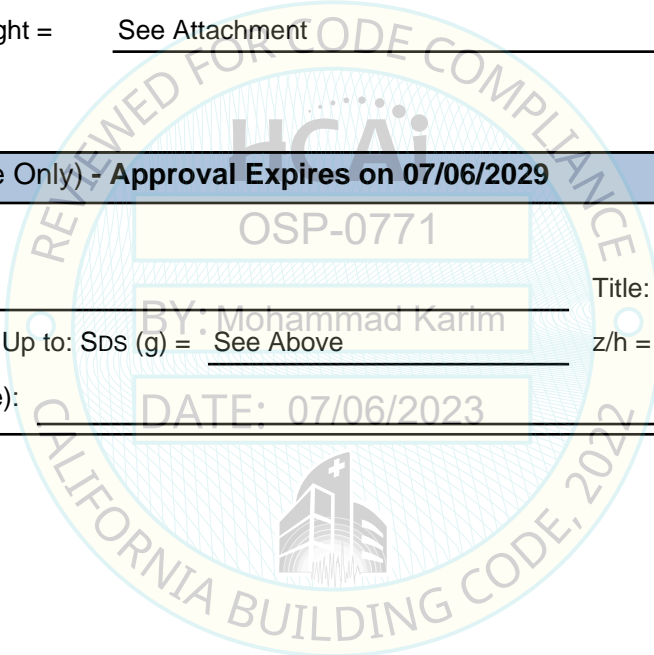 ght = See Attachment
REVIEWED FOR CODE COMPLIANCE
HCAi
e Only) - Approval Expires on 07/06/2029
OSP-0771
Title:
BY: Mohammad Karim
Up to: SDS (g) = See Above z/h =
e):
DATE: 07/06/2023
CALIFORNIA BUILDING CODE, 2022